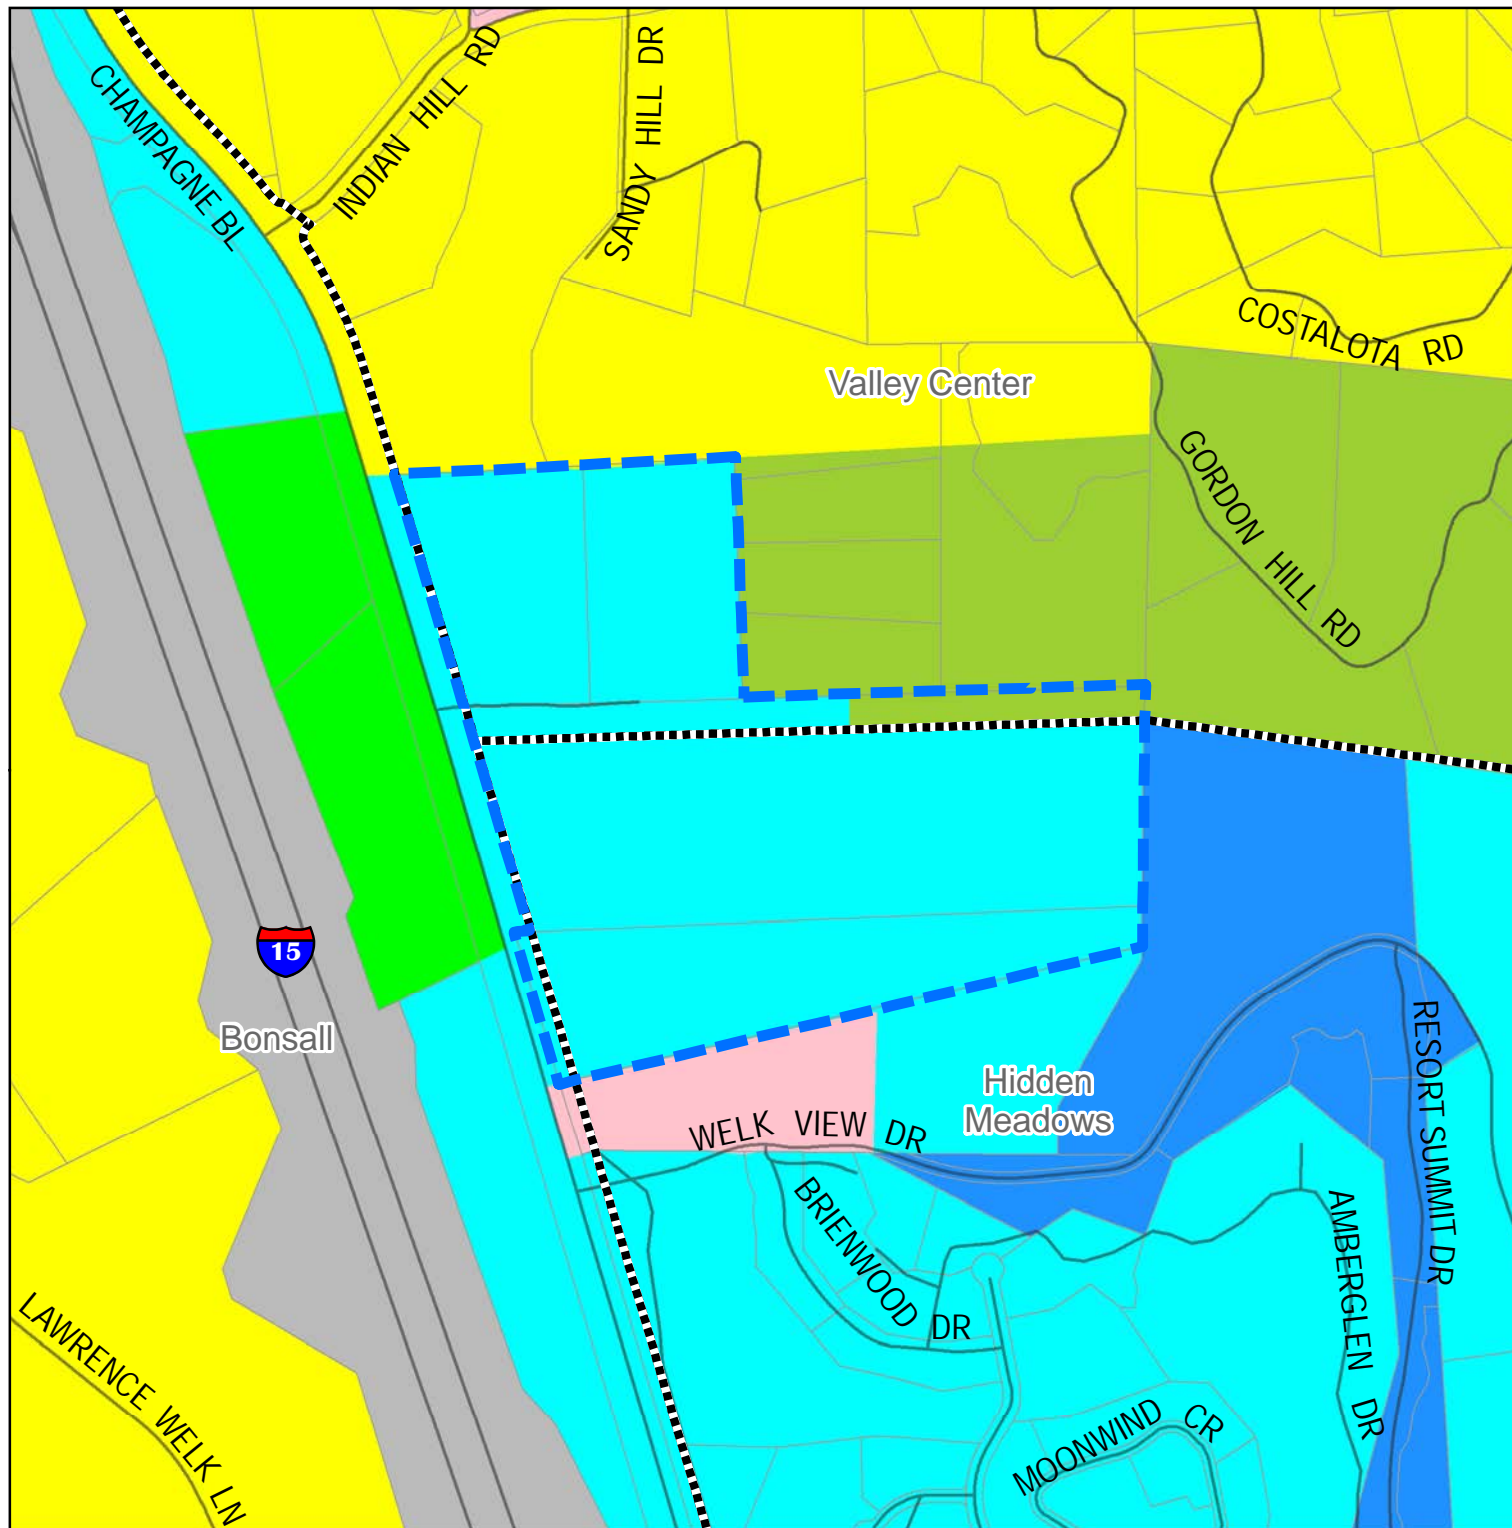 CHAMPAGNE BL
INDIAN HILL RD
SANDY HILL DR
COSTALOTA RD
Valley Center
GORDON HILL RD
15
Bonsall
Hidden
Meadows
WELK VIEW DR
RESORT SUMMIT DR
BRIENWOOD DR
AMBERGLEN DR
LAWRENCE WELK LN
MOONWIND CR